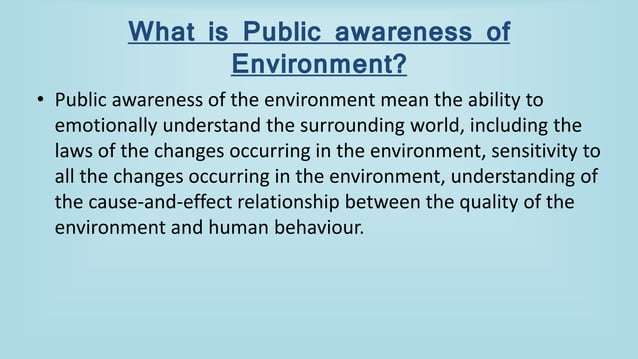 What is Public awareness of
Environment?
• Public awareness of the environment mean the ability to
emotionally understand the surrounding world, including the
laws of the changes occurring in the environment, sensitivity to
all the changes occurring in the environment, understanding of
the cause-and-effect relationship between the quality of the
environment and human behaviour.